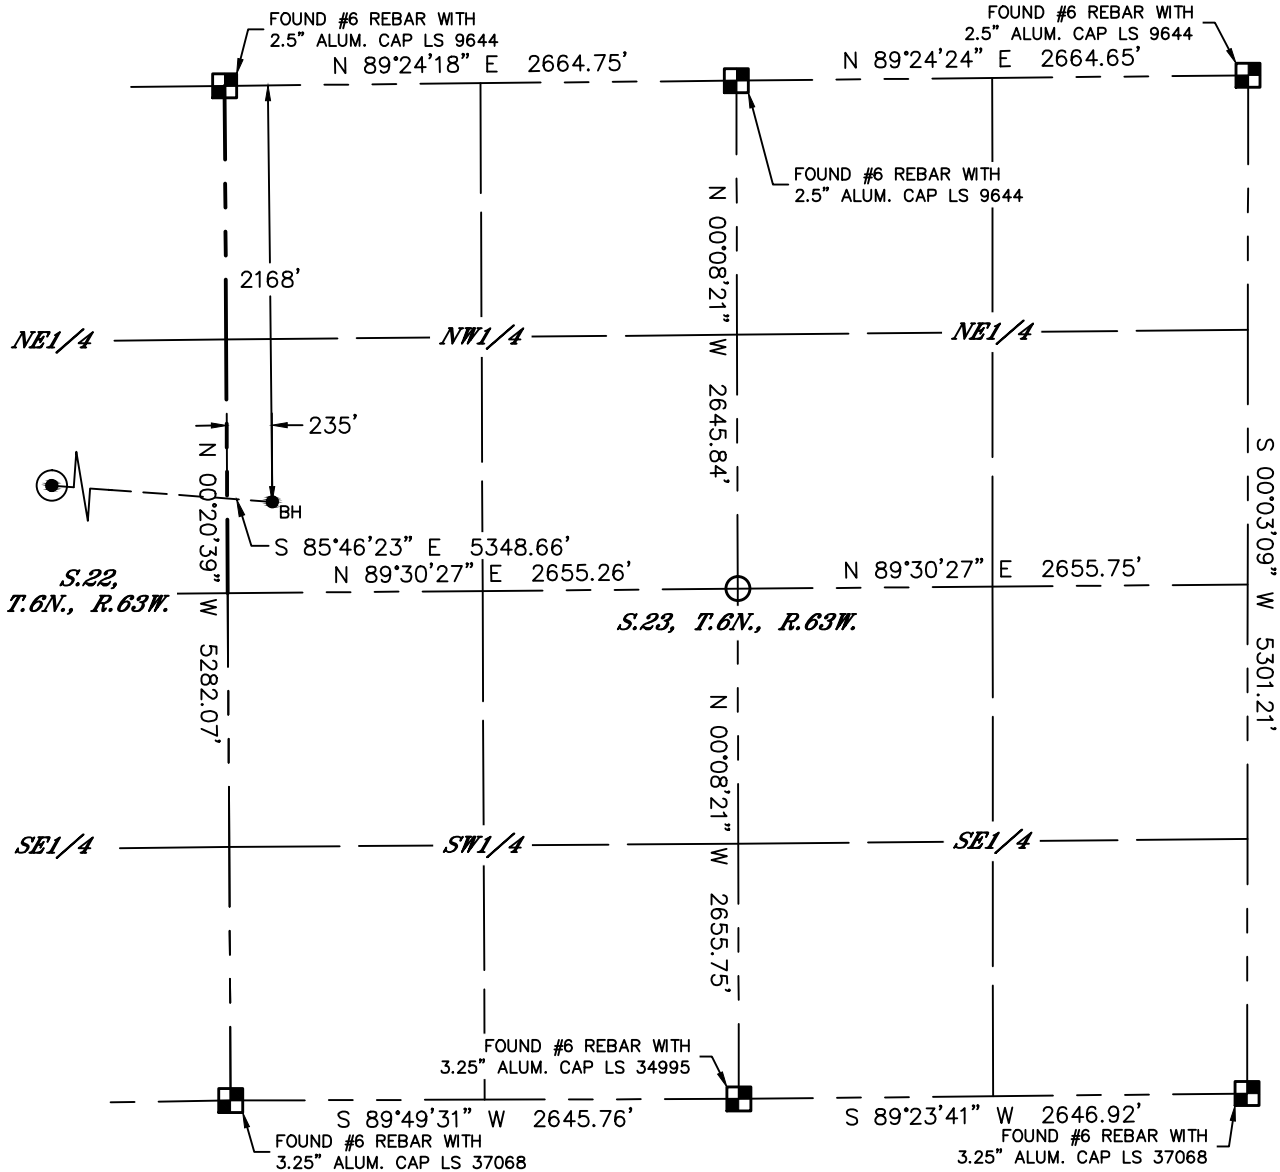 FOUND #6 REBAR WITH
2.5" ALUM. CAP LS 9644
FOUND #6 REBAR WITH
2.5" ALUM. CAP LS 9644
N 89°24'18" E 2664.75'
N 89°24'24" E 2664.65'
FOUND #6 REBAR WITH
2.5" ALUM. CAP LS 9644
N 00°08'21" W 2645.84'
2168'
NE1/4
NW1/4
NE1/4
235'
N 00°20'39" W 5282.07'
S 00°03'09" W 5301.21'
BH
S 85°46'23" E 5348.66'
N 89°30'27" E 2655.26'
N 89°30'27" E 2655.75'
S.22,
T.6N., R.63W.
S.23, T.6N., R.63W.
N 00°08'21" W 2655.75'
SE1/4
SW1/4
SE1/4
FOUND #6 REBAR WITH
3.25" ALUM. CAP LS 34995
S 89°49'31" W 2645.76'
S 89°23'41" W 2646.92'
FOUND #6 REBAR WITH
3.25" ALUM. CAP LS 37068
FOUND #6 REBAR WITH
3.25" ALUM. CAP LS 37068